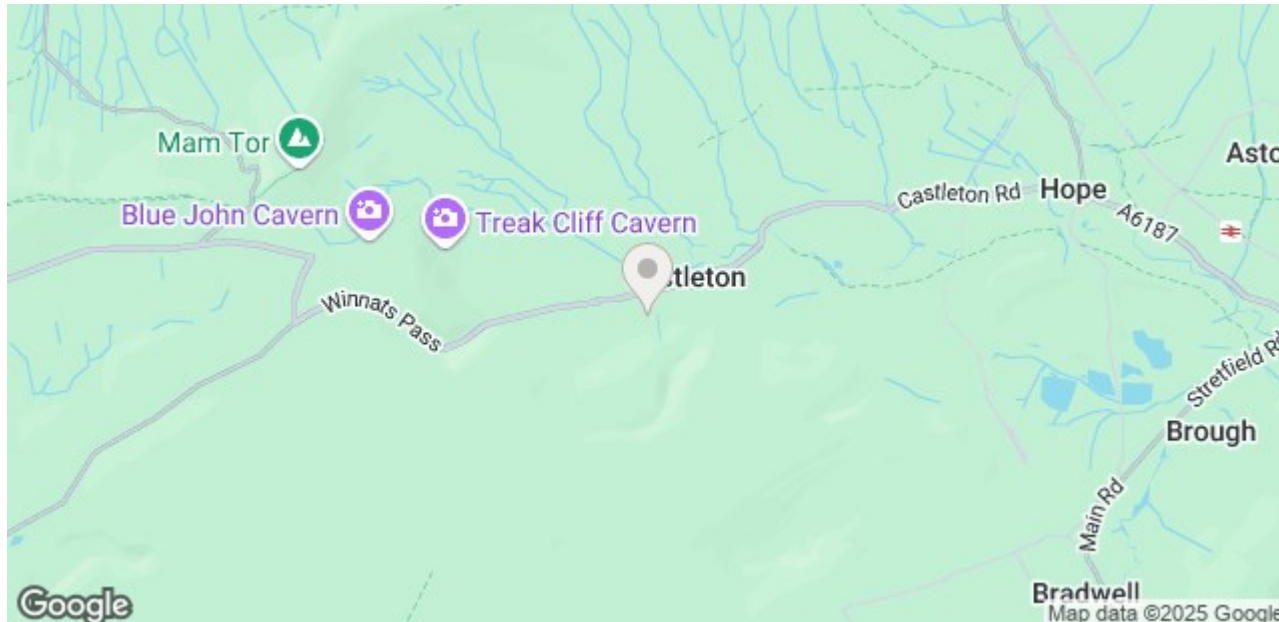 Mam Tor
Blue John Cavern
Treak Cliff Cavern
Castleton Rd
Hope
Asto
A6187
stleton
Winnats Pass
Stretfield Rd
Brough
Main Rd
Bradwell
Google
Map data ©2025 Google